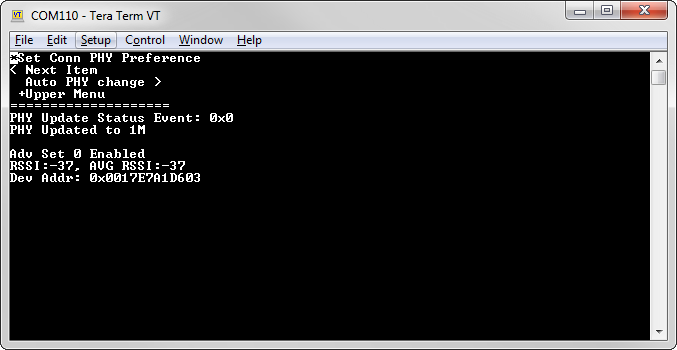 COM110 - Tera Term VT
File Edit Setup Control Window Help
*Set Conn PHY Preference
< Next Item
Auto PHY change >
+Upper Menu
====================
PHY Update Status Event: 0x0
PHY Updated to 1M
Adv Set 0 Enabled
RSSI:-37, AVG RSSI:-37
Dev Addr: 0x0017E7A1D603